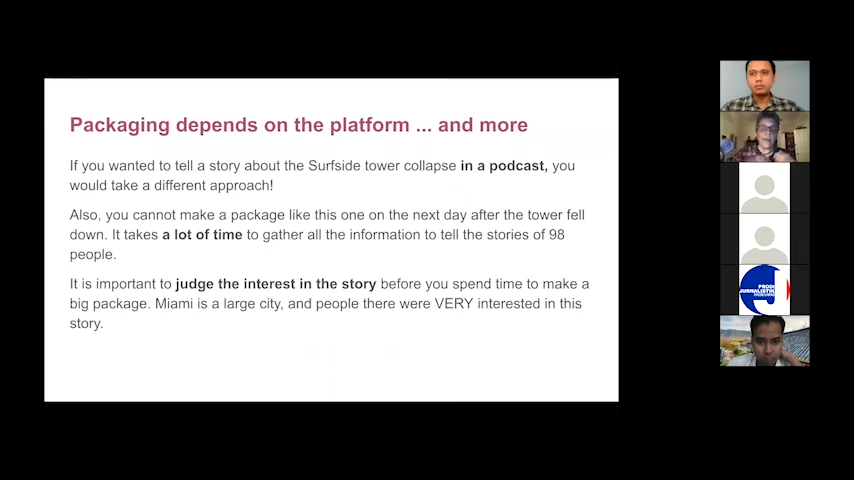 Packaging depends on the platform ... and more
If you wanted to tell a story about the Surfside tower collapse in a podcast, you
would take a different approach!
Also, you cannot make a package like this one on the next day after the tower fell
down. It takes a lot of time to gather all the information to tell the stories of 98
people.
It is important to judge the interest in the story before you spend time to make a
big package. Miami is a large city, and people there were VERY interested in this
story.
PRODI
JURNALISTIK